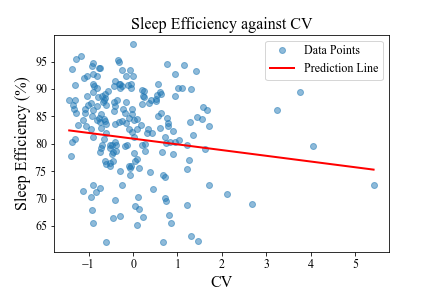 Sleep Efficiency against CV
Data Points
Prediction Line
Sleep Efficiency (%)
95
90
85
80
75
70
65
−1
0
1
2
3
4
5
CV